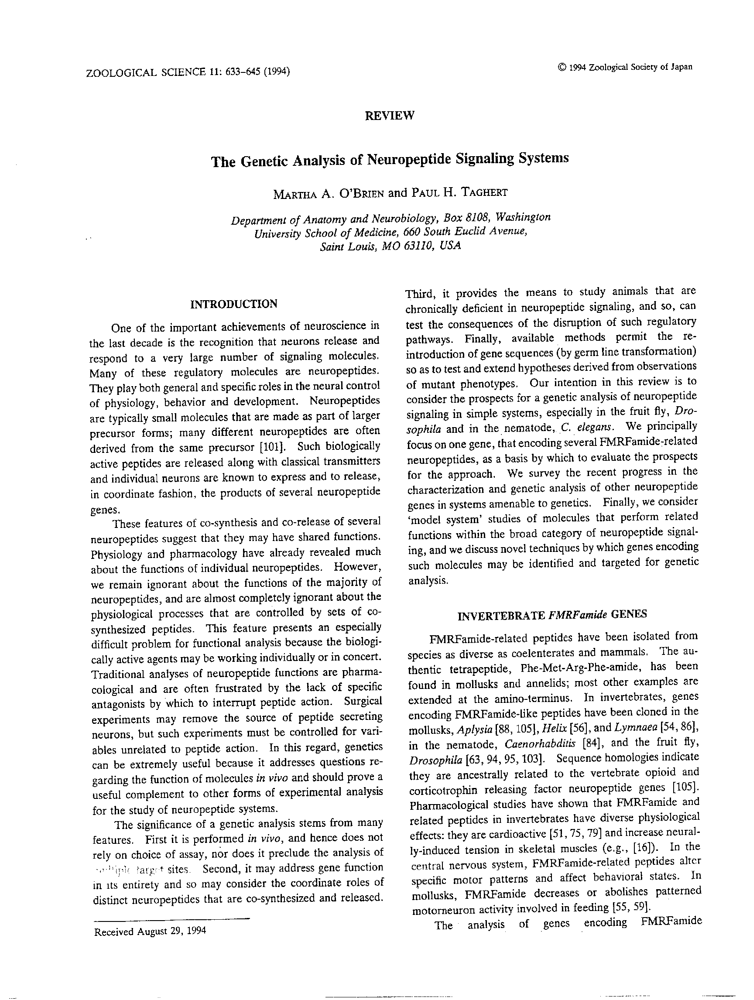 ZOOLOGICAL SCIENCE 11: 633–645 (1994)
© 1994 Zoological Society of Japan
REVIEW
The Genetic Analysis of Neuropeptide Signaling Systems
MARTHA A. O'BRIEN and PAUL H. TAGHERT
Department of Anatomy and Neurobiology, Box 8108, Washington
University School of Medicine, 660 South Euclid Avenue,
Saint Louis, MO 63110, USA
INTRODUCTION
One of the important achievements of neuroscience in
the last decade is the recognition that neurons release and
respond to a very large number of signaling molecules.
Many of these regulatory molecules are neuropeptides.
They play both general and specific roles in the neural control
of physiology, behavior and development. Neuropeptides
are typically small molecules that are made as part of larger
precursor forms; many different neuropeptides are often
derived from the same precursor [101]. Such biologically
active peptides are released along with classical transmitters
and individual neurons are known to express and to release,
in coordinate fashion, the products of several neuropeptide
genes.
These features of co-synthesis and co-release of several
neuropeptides suggest that they may have shared functions.
Physiology and pharmacology have already revealed much
about the functions of individual neuropeptides. However,
we remain ignorant about the functions of the majority of
neuropeptides, and are almost completely ignorant about the
physiological processes that are controlled by sets of co-
synthesized peptides. This feature presents an especially
difficult problem for functional analysis because the biologi-
cally active agents may be working individually or in concert.
Traditional analyses of neuropeptide functions are pharma-
cological and are often frustrated by the lack of specific
antagonists by which to interrupt peptide action. Surgical
experiments may remove the source of peptide secreting
neurons, but such experiments must be controlled for vari-
ables unrelated to peptide action. In this regard, genetics
can be extremely useful because it addresses questions re-
garding the function of molecules in vivo and should prove a
useful complement to other forms of experimental analysis
for the study of neuropeptide systems.
The significance of a genetic analysis stems from many
features. First it is performed in vivo, and hence does not
rely on choice of assay, nor does it preclude the analysis of
sites. Second, it may address gene function
in its entirety and so may consider the coordinate roles of
distinct neuropeptides that are co-synthesized and released.
Received August 29, 1994
Third, it provides the means to study animals that are
chronically deficient in neuropeptide signaling, and so, can
test the consequences of the disruption of such regulatory
pathways. Finally, available methods permit the re-
introduction of gene sequences (by germ line transformation)
so as to test and extend hypotheses derived from observations
of mutant phenotypes. Our intention in this review is to
consider the prospects for a genetic analysis of neuropeptide
signaling in simple systems, especially in the fruit fly, Dro-
sophila and in the nematode, C. elegans. We principally
focus on one gene, that encoding several FMRFamide-related
neuropeptides, as a basis by which to evaluate the prospects
for the approach. We survey the recent progress in the
characterization and genetic analysis of other neuropeptide
genes in systems amenable to genetics. Finally, we consider
'model system' studies of molecules that perform related
functions within the broad category of neuropeptide signal-
ing, and we discuss novel techniques by which genes encoding
such molecules may be identified and targeted for genetic
analysis.
INVERTEBRATE FMRFamide GENES
FMRFamide-related peptides have been isolated from
species as diverse as coelenterates and mammals. The au-
thentic tetrapeptide, Phe-Met-Arg-Phe-amide, has been
found in mollusks and annelids; most other examples are
extended at the amino-terminus. In invertebrates, genes
encoding FMRFamide-like peptides have been cloned in the
mollusks, Aplysia [88, 105], Helix [56], and Lymnaea [54, 86],
in the nematode, Caenorhabditis [84], and the fruit fly,
Drosophila [63, 94, 95, 103]. Sequence homologies indicate
they are ancestrally related to the vertebrate opioid and
corticotrophin releasing factor neuropeptide genes [105].
Pharmacological studies have shown that FMRFamide and
related peptides in invertebrates have diverse physiological
effects: they are cardioactive [51, 75, 79] and increase neural-
ly-induced tension in skeletal muscles (e.g., [16]). In the
central nervous system, FMRFamide-related peptides alter
specific motor patterns and affect behavioral states. In
mollusks, FMRFamide decreases or abolishes patterned
motorneuron activity involved in feeding [55, 59].
The analysis of genes encoding FMRFamide